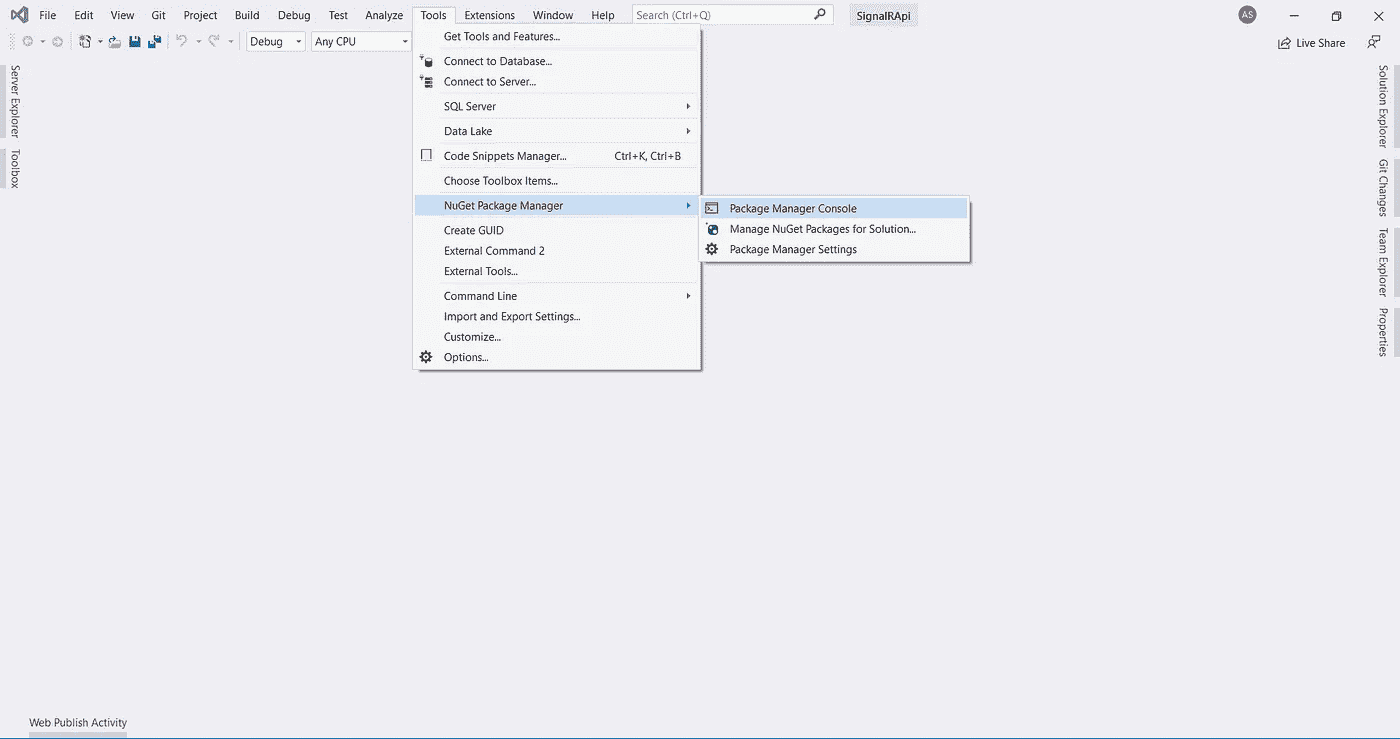 File Edit View Git Project Build Debug Test Analyze Tools Extensions Window Help Search (Ctrl+Q) SignalRApi AS
Debug Any CPU Live Share
Server Explorer
Toolbox
Get Tools and Features...
Connect to Database...
Connect to Server...
SQL Server
Data Lake
Code Snippets Manager... Ctrl+K, Ctrl+B
Choose Toolbox Items...
NuGet Package Manager
Create GUID
External Command 2
External Tools...
Command Line
Import and Export Settings...
Customize...
Options...
Package Manager Console
Manage NuGet Packages for Solution...
Package Manager Settings
Solution Explorer
Git Changes
Team Explorer
Properties
Web Publish Activity